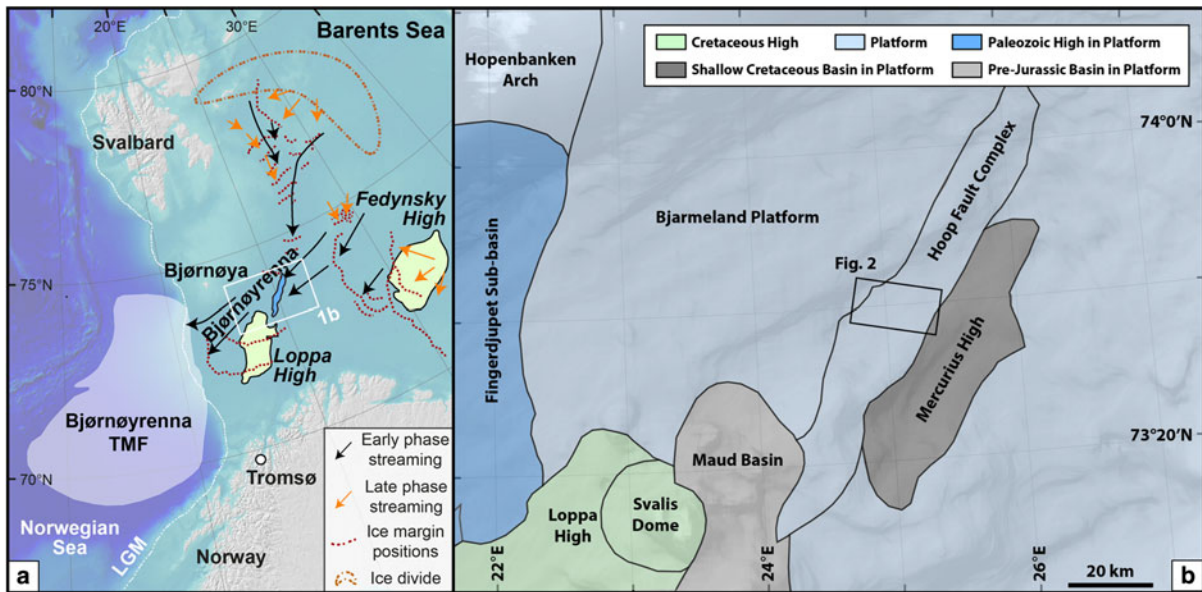 20°E
30°E
Barents Sea
80°N
Svalbard
Fedynsky
High
Bjørnøya
75°N
Bjørnøyrenna
1b
Loppa
High
Bjørnøyrenna
TMF
70°N
Tromsø
Norwegian
Sea
LGM
Norway
Early phase
streaming
Late phase
streaming
Ice margin
positions
Ice divide
a
Cretaceous High
Platform
Paleozoic High in Platform
Shallow Cretaceous Basin in Platform
Pre-Jurassic Basin in Platform
Hopenbanken
Arch
74°0'N
Hoop Fault Complex
Bjarmeland Platform
Fingerdjupet Sub-basin
Fig. 2
Mercurius High
73°20'N
Maud Basin
Loppa
High
Svalis
Dome
22°E
24°E
26°E
20 km
b